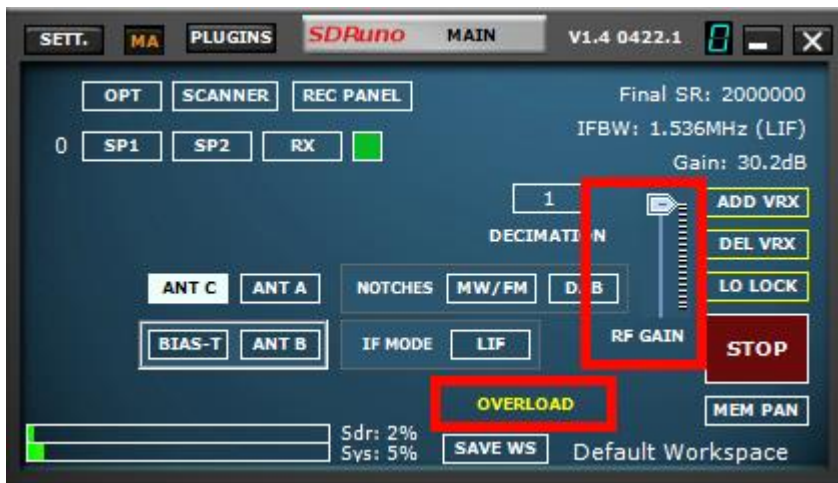 SETT. MA PLUGINS SDRuno MAIN V1.4 0422.1 0
OPT SCANNER REC PANEL Final SR: 2000000
IFBW: 1.536MHz (LIF)
0 SP1 SP2 RX
Gain: 30.2dB
1 ADD VRX
DECIMATION DEL VRX
ANT C ANT A NOTCHES MW/FM LO LOCK
BIAS-T ANT B IF MODE LIF RF GAIN STOP
OVERLOAD MEM PAN
Sdr: 2%
Sys: 5% SAVE WS Default Workspace